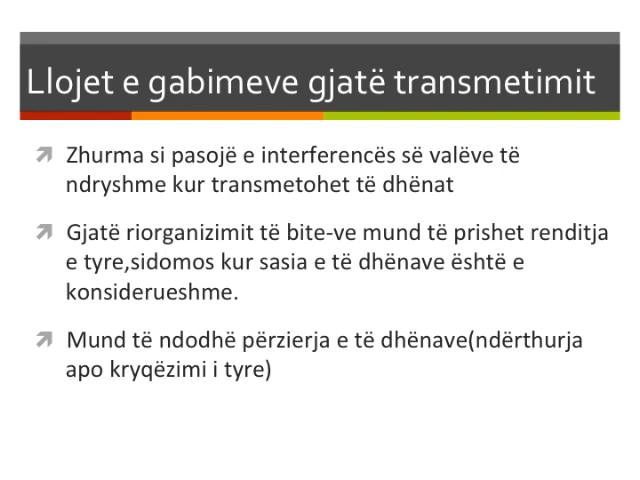 Llojet e gabimeve gjatë transmetimit
Zhurma si pasojë e interferencës së valëve të
ndryshme kur transmetohet të dhënat
Gjatë riorganizimit të bite-ve mund të prishet renditja
e tyre,sidomos kur sasia e të dhënave është e
konsiderueshme.
Mund të ndodhë përzierja e të dhënave(ndërthurja
apo kryqëzimi i tyre)